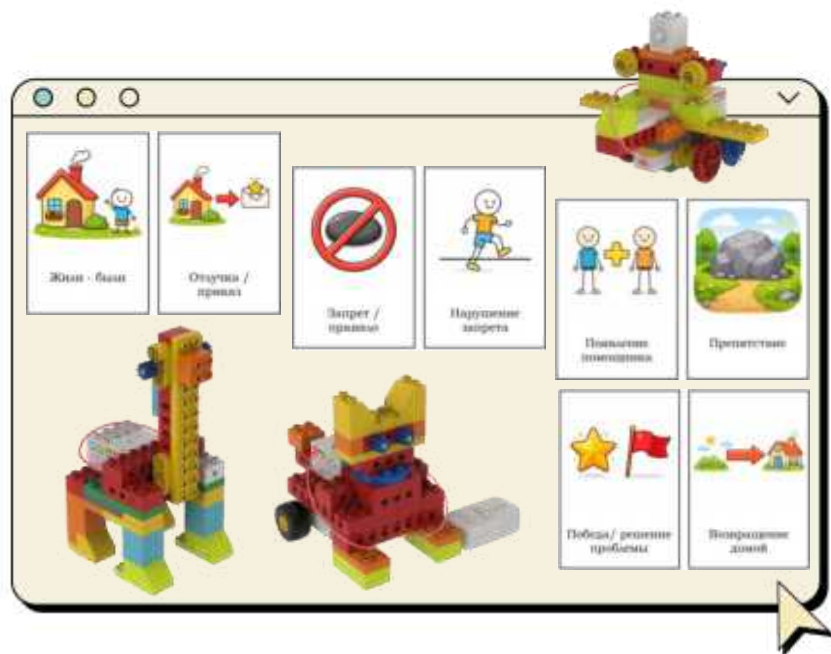 Жили - были
Отлучка /
приказ
Запрет /
правило
Нарушение
запрета
Появление
помощника
Препятствие
Победа/ решение
проблемы
Возвращение
домой